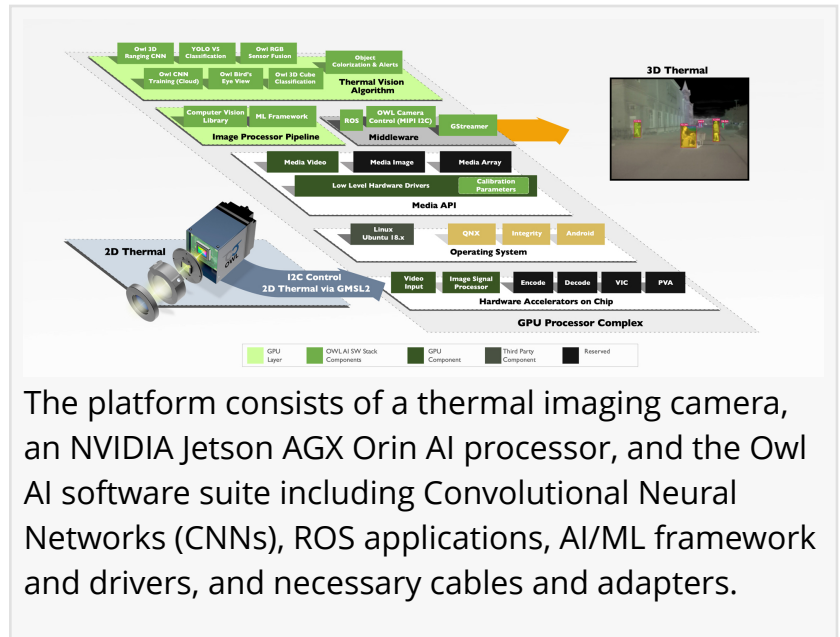 Owl 3D
Ranging CNN
YOLO V5
Classification
Owl RGB
Sensor Fusion
Object
Colorization & Alerts
Owl CNN
Training (Cloud)
Owl Bird's
Eye View
Owl 3D Cube
Classification
Thermal Vision
Algorithm
3D Thermal
Computer Vision
Library
ML Framework
Image Processor Pipeline
ROS
OWL Camera
Control (MIPI I2C)
GStreamer
Middleware
Media Video
Media Image
Media Array
Low Level Hardware Drivers
Calibration
Parameters
Media API
Linux
Ubuntu 18.x
QNX
Integrity
Android
Operating System
2D Thermal
OWL
I2C Control
2D Thermal via GMSL2
Video
Input
Image Signal
Processor
Encode
Decode
VIC
PVA
Hardware Accelerators on Chip
GPU Processor Complex
GPU
Layer
OWL AI SW Stack
Components
GPU
Component
Third Party
Component
Reserved
The platform consists of a thermal imaging camera,
an NVIDIA Jetson AGX Orin AI processor, and the Owl
AI software suite including Convolutional Neural
Networks (CNNs), ROS applications, AI/ML framework
and drivers, and necessary cables and adapters.